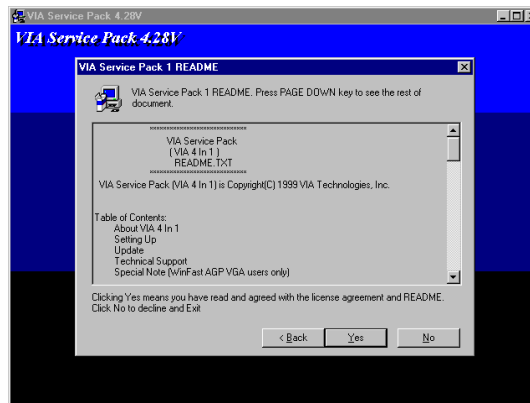 VIA Service Pack 4.28V
VIA Service Pack 4.28V
VIA Service Pack 1 README
VIA Service Pack 1 README. Press PAGE DOWN key to see the rest of
document.
VIA Service Pack
( VIA 4 In 1 )
README.TXT
VIA Service Pack (VIA 4 In 1) is Copyright(C) 1999 VIA Technologies, Inc.
Table of Contents:
About VIA 4 In 1
Setting Up
Update
Technical Support
Special Note (WinFast AGP VGA users only)
Clicking Yes means you have read and agreed with the license agreement and README.
Click No to decline and Exit
< Back
Yes
No